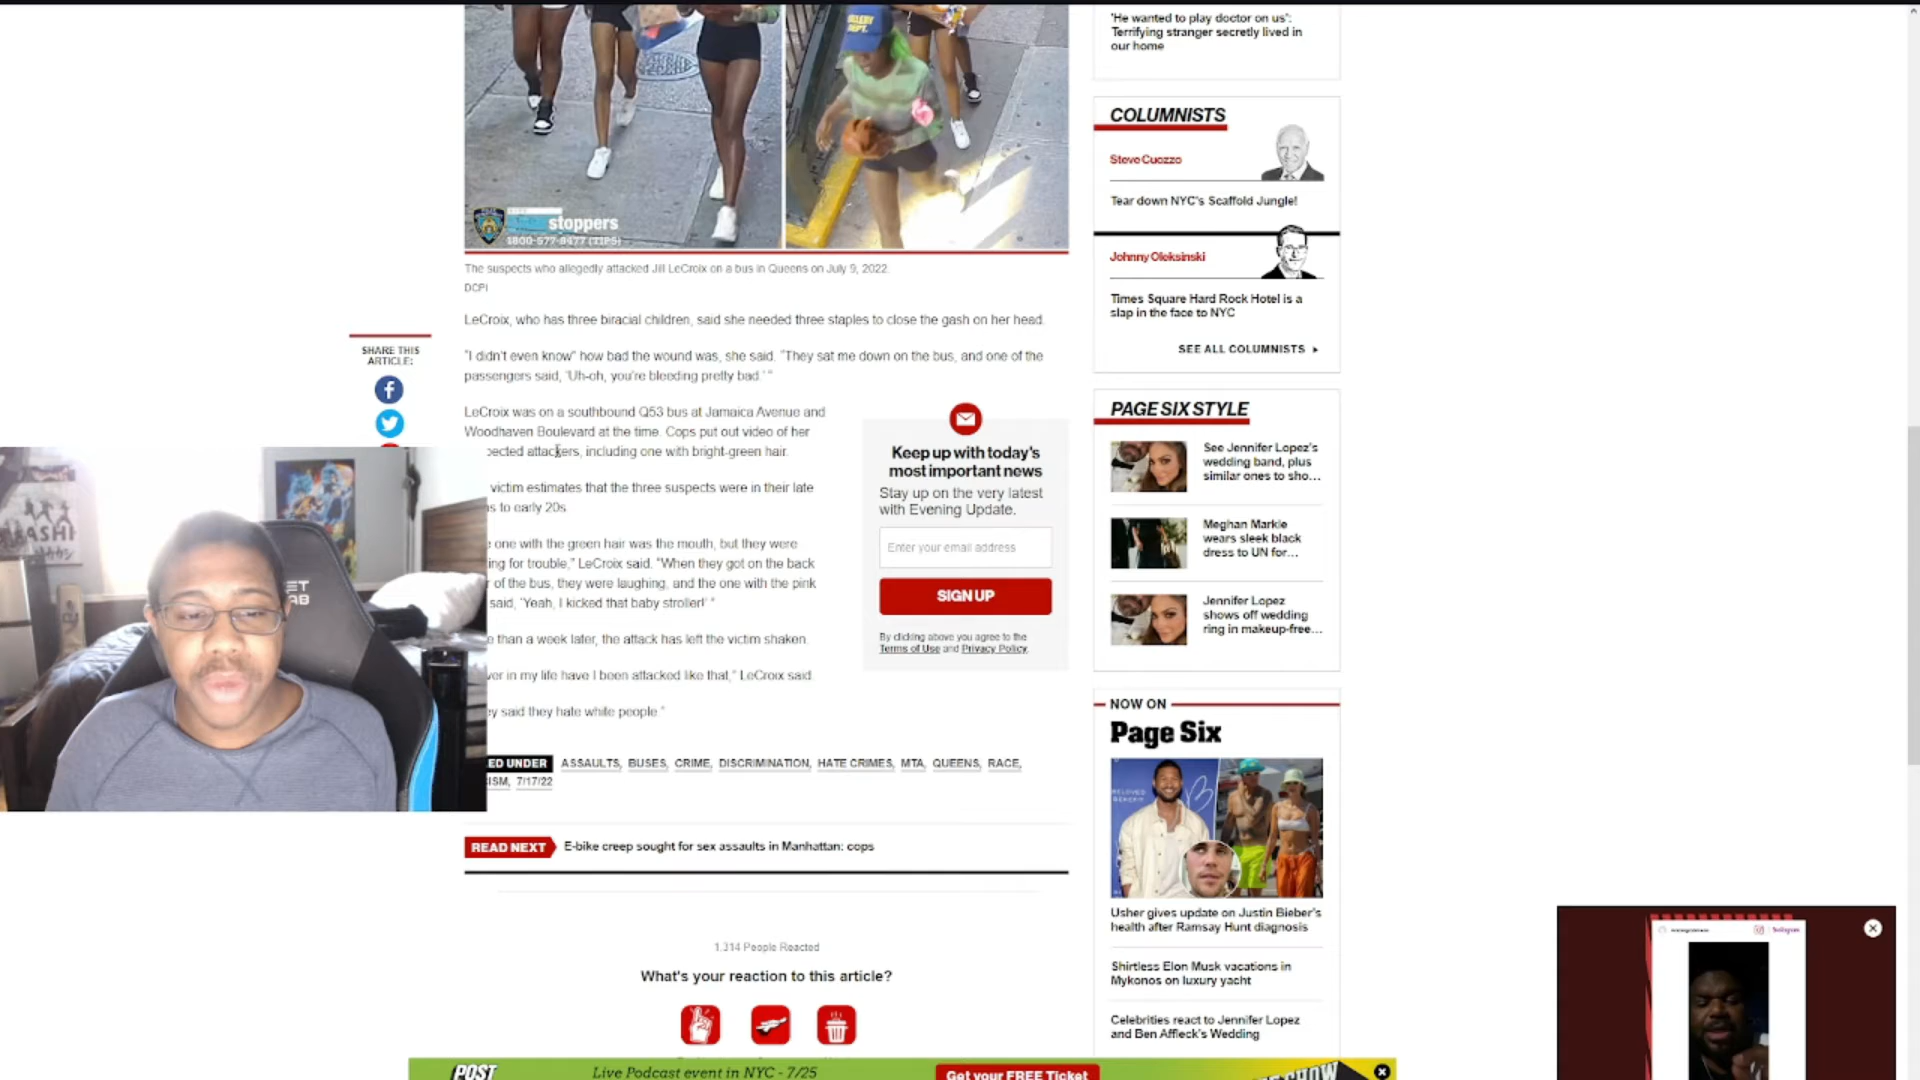 'He wanted to play doctor on us':
Terrifying stranger secretly lived in
our home
COLUMNISTS
Steve Cuozzo
Tear down NYC's Scaffold Jungle!
Johnny Oleksinski
Times Square Hard Rock Hotel is a
slap in the face to NYC
SEE ALL COLUMNISTS
stoppers
1800-577-8477 (TIPS)
The suspects who allegedly attacked Jill LeCroix on a bus in Queens on July 9, 2022.
DCPI
LeCroix, who has three biracial children, said she needed three staples to close the gash on her head.
"I didn't even know" how bad the wound was, she said. "They sat me down on the bus, and one of the
passengers said, 'Uh-oh, you're bleeding pretty bad.' "
LeCroix was on a southbound Q53 bus at Jamaica Avenue and
Woodhaven Boulevard at the time. Cops put out video of her
pected attackers, including one with bright-green hair.
victim estimates that the three suspects were in their late
s to early 20s.
e one with the green hair was the mouth, but they were
ing for trouble," LeCroix said. "When they got on the back
of the bus, they were laughing, and the one with the pink
said, 'Yeah, I kicked that baby stroller!' "
e than a week later, the attack has left the victim shaken.
ver in my life have I been attacked like that," LeCroix said.
ey said they hate white people."
ED UNDER ASSAULTS, BUSES, CRIME, DISCRIMINATION, HATE CRIMES, MTA, QUEENS, RACE,
ISM, 7/17/22
READ NEXT E-bike creep sought for sex assaults in Manhattan: cops
1,314 People Reacted
What's your reaction to this article?
SHARE THIS
ARTICLE:
Keep up with today's
most important news
Stay up on the very latest
with Evening Update.
Enter your email address
SIGN UP
By clicking above you agree to the
Terms of Use and Privacy Policy.
PAGE SIX STYLE
See Jennifer Lopez's
wedding band, plus
similar ones to sho...
Meghan Markle
wears sleek black
dress to UN for...
Jennifer Lopez
shows off wedding
ring in makeup-free...
NOW ON
Page Six
Usher gives update on Justin Bieber's
health after Ramsay Hunt diagnosis
Shirtless Elon Musk vacations in
Mykonos on luxury yacht
Celebrities react to Jennifer Lopez
and Ben Affleck's Wedding
POST
Live Podcast event in NYC - 7/25
Get your FREE Ticket
SHOW
Instagram